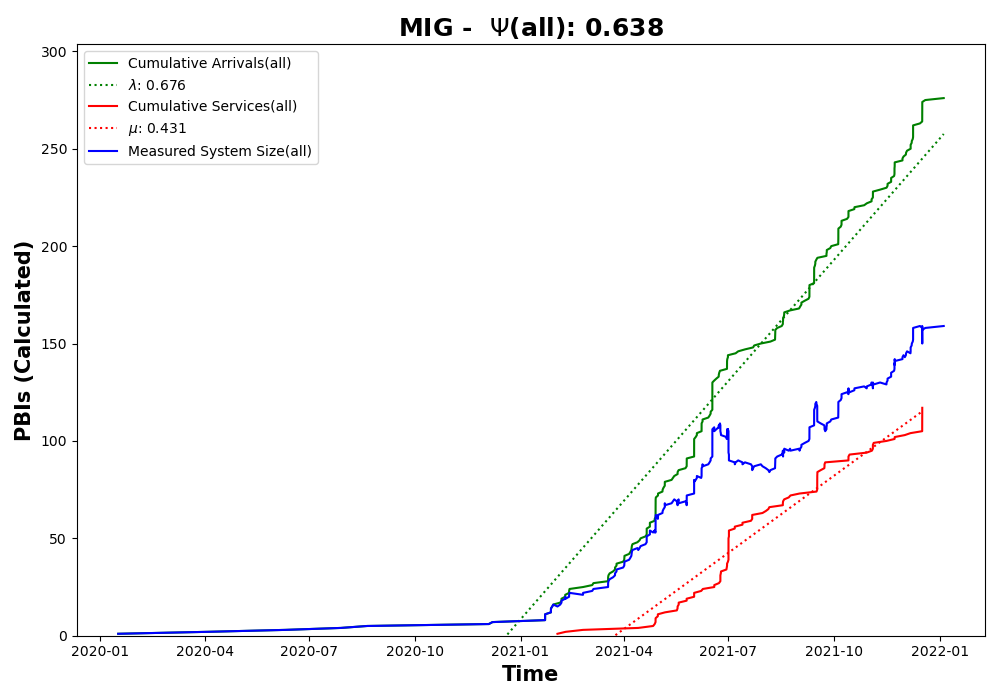 MIG -  Ψ(all): 0.638
Cumulative Arrivals(all)
λ: 0.676
Cumulative Services(all)
μ: 0.431
Measured System Size(all)
PBIs (Calculated)
300
250
200
150
100
50
0
2020-01 2020-04 2020-07 2020-10 2021-01 2021-04 2021-07 2021-10 2022-01
Time